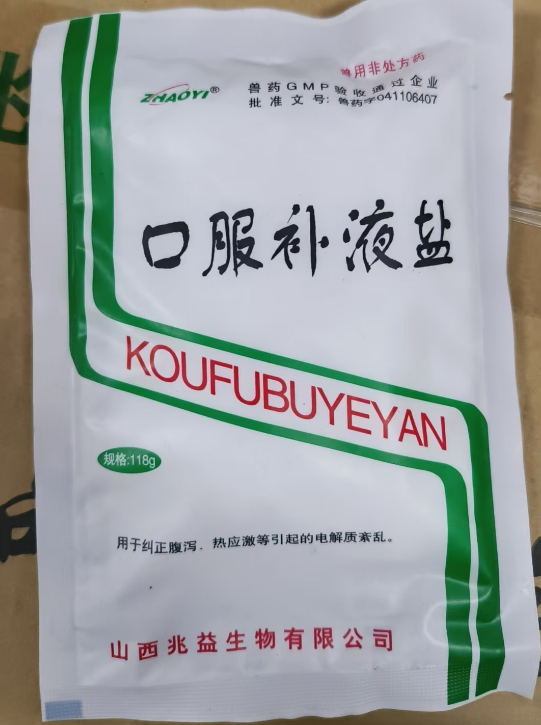 兽用非处方药
ZHAOYI®
兽药GMP验收通过企业
批准文号:兽药字041106407
口服补液盐
KOUFUBUYEYAN
规格:118g
用于纠正腹泻、热应激等引起的电解质紊乱。
山西兆益生物有限公司